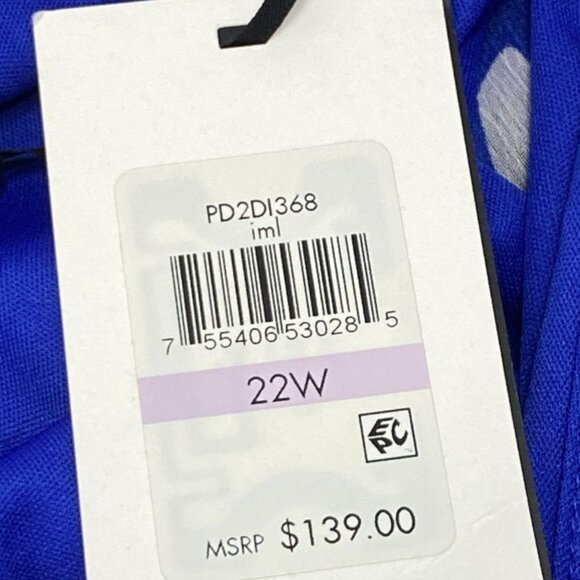 PD2DI368
iml
7 55406 53028 5
22W
EPC
MSRP $139.00